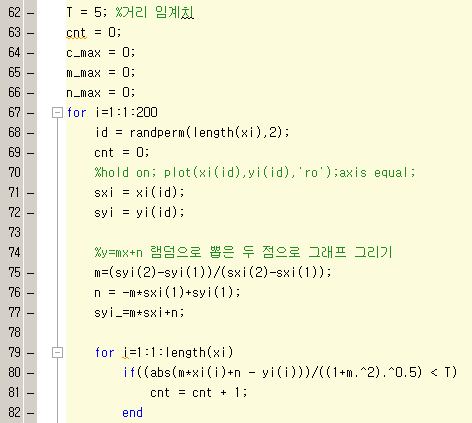 62 T = 5; %거리 임계치
63 cnt = 0;
64 c_max = 0;
65 m_max = 0;
66 n_max = 0;
67 for i=1:1:200
68 id = randperm(length(xi),2);
69 cnt = 0;
70 %hold on; plot(xi(id),yi(id),'ro');axis equal;
71 sxi = xi(id);
72 syi = yi(id);
73
74 %y=mx+n 램덤으로 뽑은 두 점으로 그래프 그리기
75 m=(syi(2)-syi(1))/(sxi(2)-sxi(1));
76 n = -m*sxi(1)+syi(1);
77 syi_=m*sxi+n;
78
79 for i=1:1:length(xi)
80 if((abs(m*xi(i)+n - yi(i)))/((1+m.^2).^0.5) < T)
81 cnt = cnt + 1;
82 end